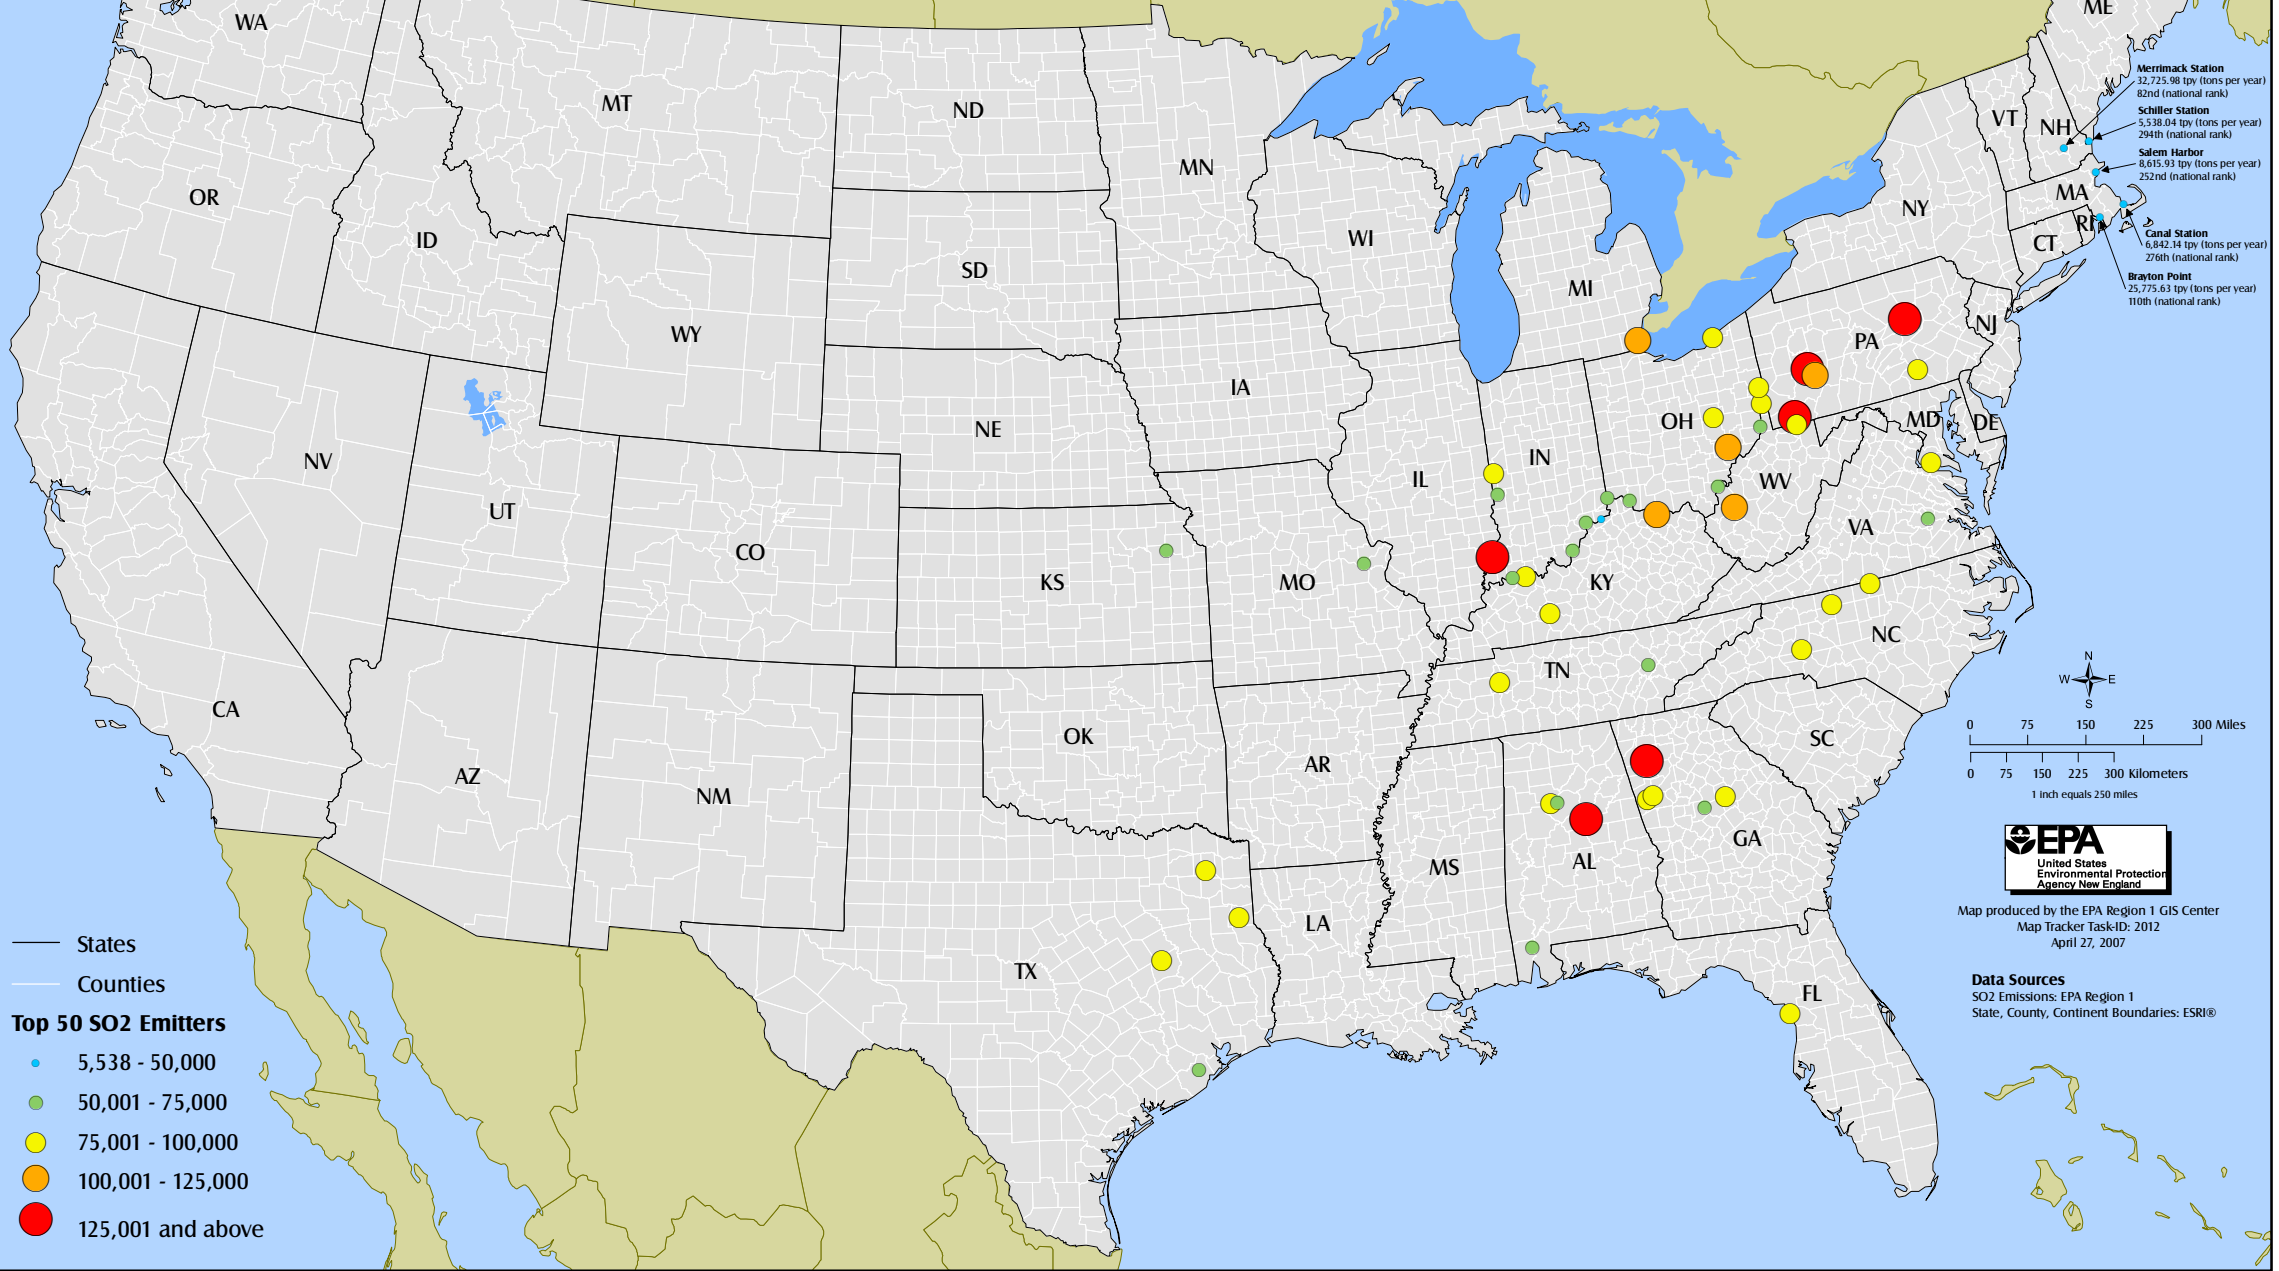 WA
MT
ND
MN
OR
ID
WY
SD
WI
MI
NY
VT
NH
ME
MA
RI
CT
NJ
PA
NV
UT
CO
NE
IA
IL
IN
OH
WV
MD
DE
VA
KS
MO
KY
CA
AZ
NM
OK
AR
TN
NC
SC
TX
LA
MS
AL
GA
FL
Merrimack Station
32,725.98 tpy (tons per year)
82nd (national rank)
Schiller Station
5,538.04 tpy (tons per year)
294th (national rank)
Salem Harbor
8,615.93 tpy (tons per year)
252nd (national rank)
Canal Station
6,842.14 tpy (tons per year)
276th (national rank)
Brayton Point
25,775.63 tpy (tons per year)
110th (national rank)
N
W E
S
0 75 150 225 300 Miles
0 75 150 225 300 Kilometers
1 inch equals 250 miles
EPA
United States
Environmental Protection
Agency New England
Map produced by the EPA Region 1 GIS Center
Map Tracker Task-ID: 2012
April 27, 2007
Data Sources
SO2 Emissions: EPA Region 1
State, County, Continent Boundaries: ESRI®
States
Counties
Top 50 SO2 Emitters
5,538 - 50,000
50,001 - 75,000
75,001 - 100,000
100,001 - 125,000
125,001 and above